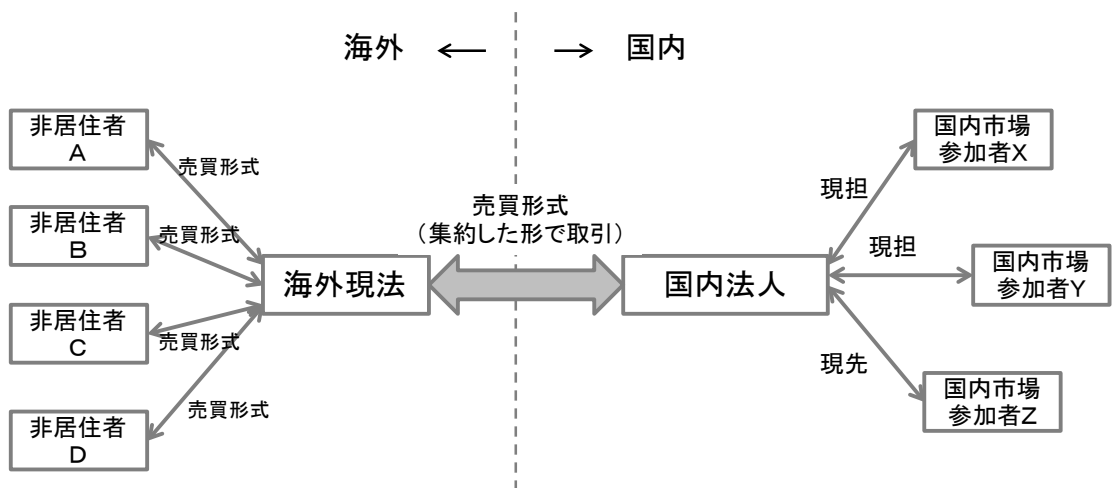 海外 ←
→ 国内
非居住者
A
売買形式
非居住者
B
売買形式
非居住者
C
売買形式
非居住者
D
売買形式
海外現法
売買形式
（集約した形で取引）
国内法人
現担
国内市場
参加者X
現担
国内市場
参加者Y
現先
国内市場
参加者Z